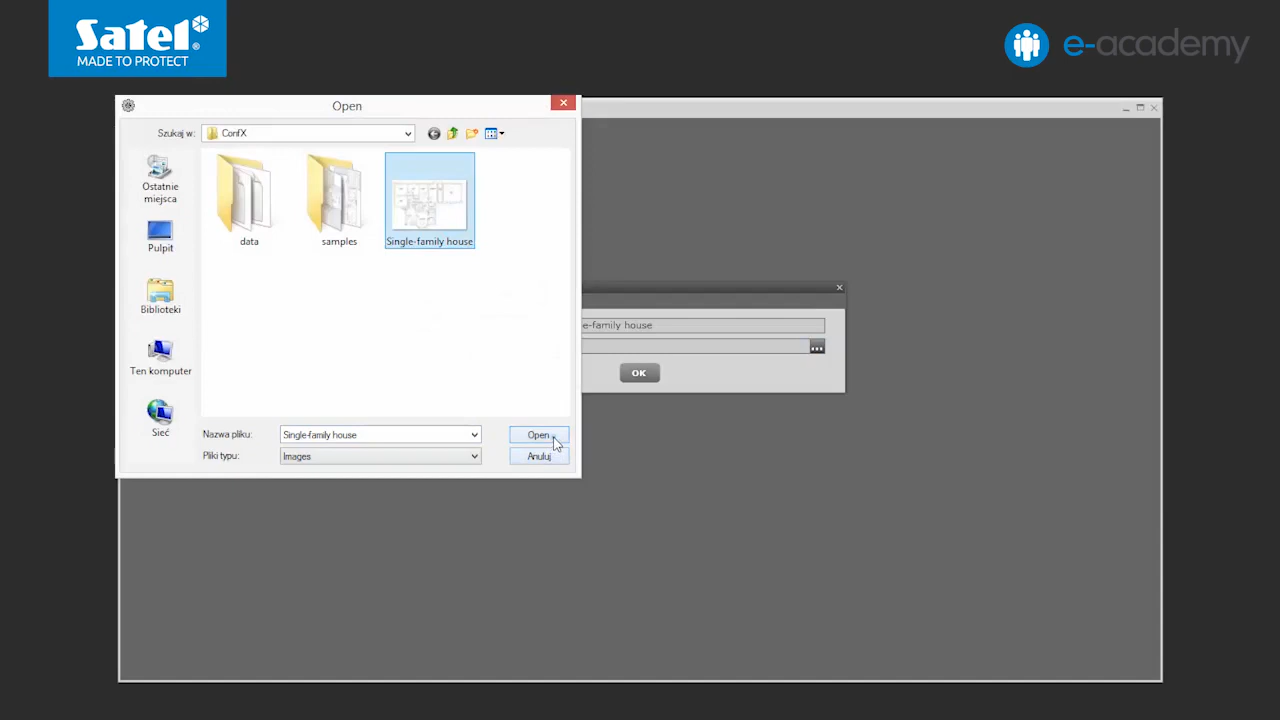 Satel®
MADE TO PROTECT
e-academy
Open
Szukaj w:
ConfX
Ostatnie
miejsca
Pulpit
Biblioteki
Ten komputer
Sieć
data
samples
Single-family house
e-family house
OK
Nazwa pliku:
Single-family house
Open
Pliki typu:
Images
Anuluj